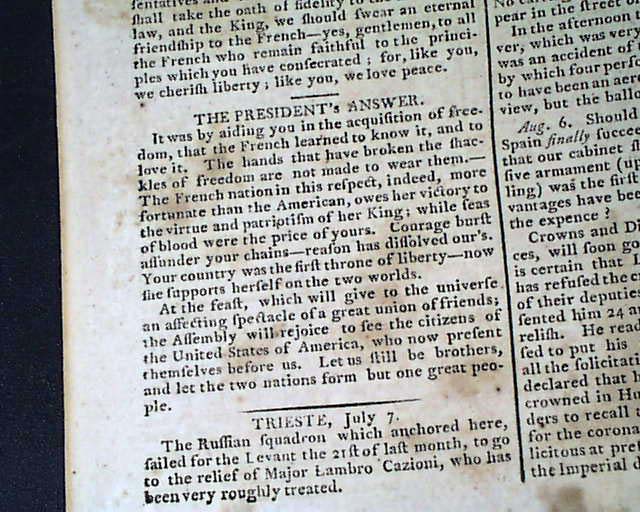 sentatives and
shall take the oath of fidelity to the
law, and the King, we should swear an eternal
friendship to the French—yes, gentlemen, to all
the French who remain faithful to the princi-
ples which you have consecrated; for, like you,
we cherish liberty; like you, we love peace.
THE PRESIDENT's ANSWER.
It was by aiding you in the acquisition of free-
dom, that the French learned to know it, and to
love it. The hands that have broken the shac-
kles of freedom are not made to wear them.—
The French nation in this respect, indeed, more
fortunate than the American, owes her victory to
the virtue and patriotism of her King; while seas
of blood were the price of yours. Courage burst
assunder your chains—reason has dissolved our's.
Your country was the first throne of liberty—now
she supports herself on the two worlds.
At the feast, which will give to the universe
an affecting spectacle of a great union of friends;
the Assembly will rejoice to see the citizens of
the United States of America, who now present
themselves before us. Let us still be brothers,
and let the two nations form but one great peo-
ple.
TRIESTE, July 7.
The Russian squadron which anchored here,
sailed for the Levant the 21st of last month, to go
to the relief of Major Lambro Cazioni, who has
been very roughly treated.
pear in the street
In the afternoon
ver, which was very
was an accident of
by which four perso
to have been an aer
view, but the ballo
Aug. 6. Should
Spain finally succe
that our cabinet
sive armament (up
ling) was the first
vantages have bee
the expence?
Crowns and Di
ces, will soon go
is certain that L
has refused the
of their deputies
sented him 24 a
relish. He read
sed to put his
all the solicitati
declared that h
crowned in Hu
ders to recall t
for the corona
licitous at pre
the Imperial d